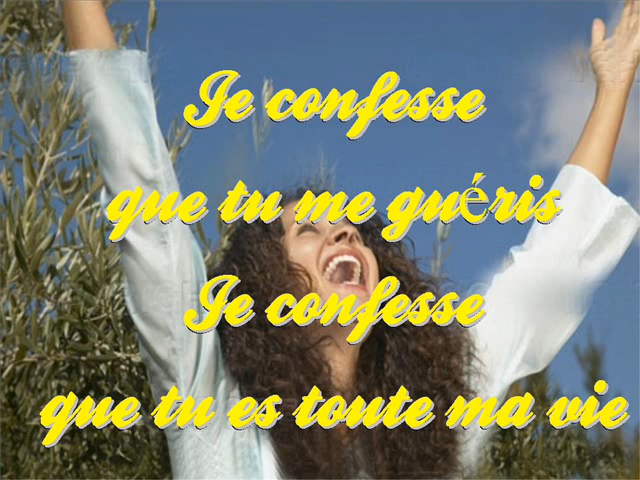 Je confesse
que tu me guéris
Je confesse
que tu es toute ma vie